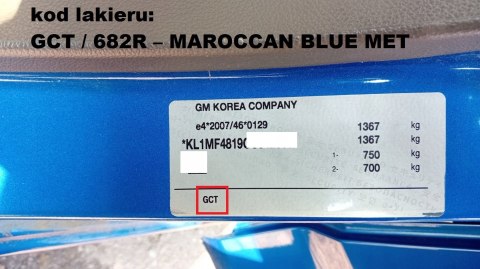 kod lakieru:
GCT / 682R – MAROCCAN BLUE MET
GM KOREA COMPANY
e4*2007/46*0129 1367 kg
*KL1MF4819 1367 kg
1- 750 kg
2- 700 kg
GCT